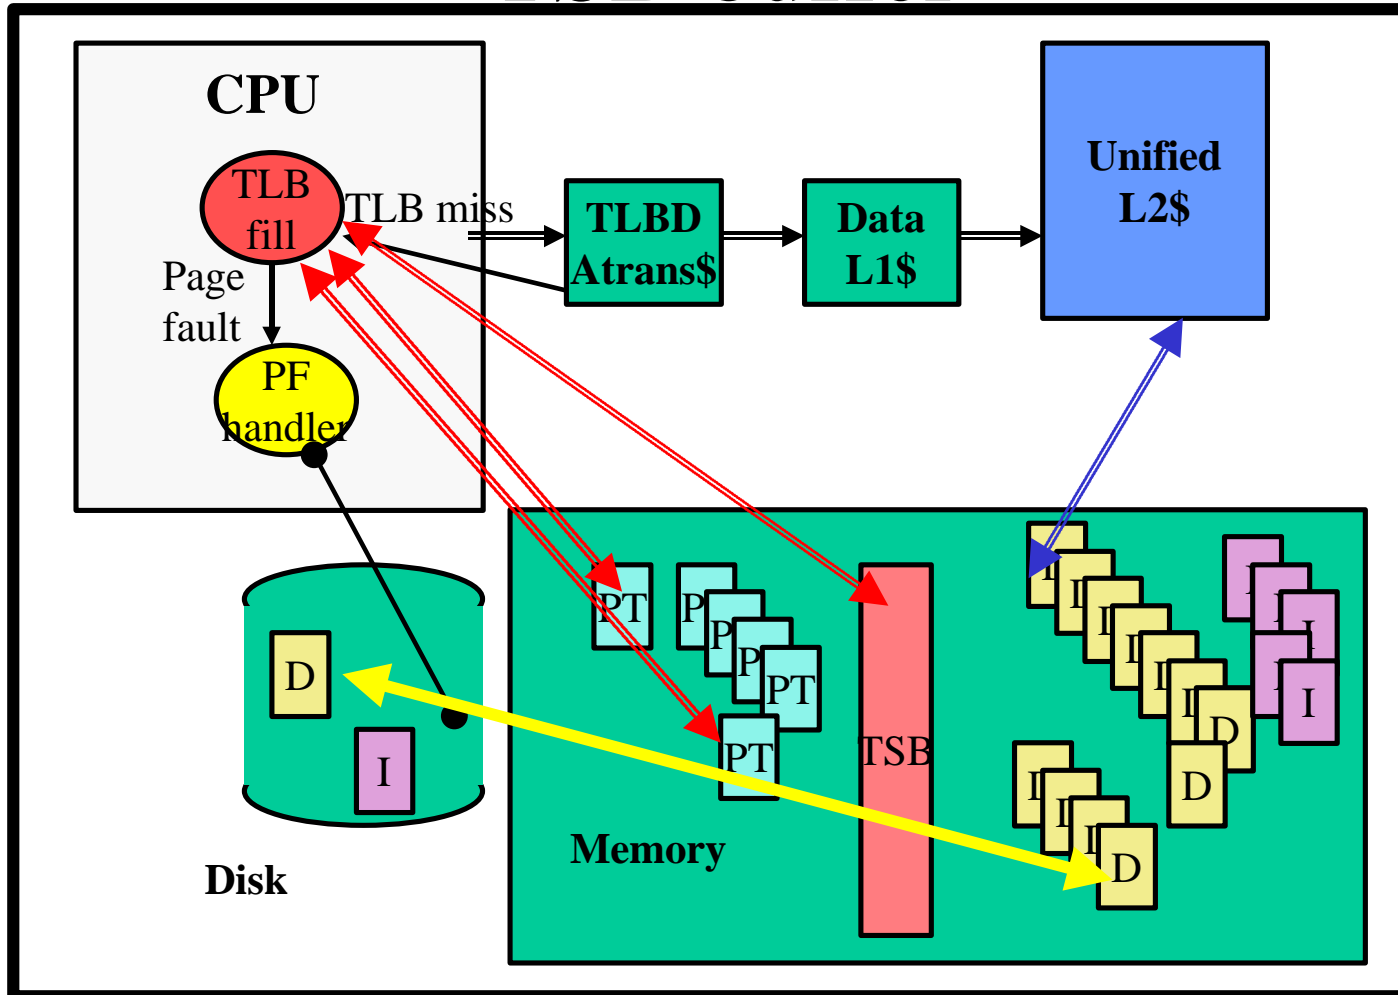 CPU
TLB
fill
TLB miss
Page
fault
PF
handler
TLBD
Atrans$
Data
L1$
Unified
L2$
PT
P
P
P
PT
PT
TSB
I
I
D
D
D
D
I
Disk
Memory